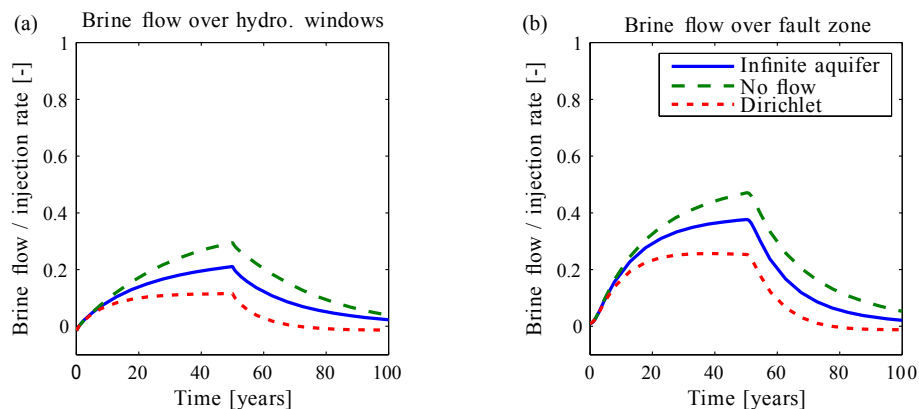 (a) Brine flow over hydro. windows
Brine flow / injection rate [-]
1
0.8
0.6
0.4
0.2
0
0 20 40 60 80 100
Time [years]
(b) Brine flow over fault zone
Infinite aquifer
No flow
Dirichlet
Brine flow / injection rate [-]
1
0.8
0.6
0.4
0.2
0
0 20 40 60 80 100
Time [years]